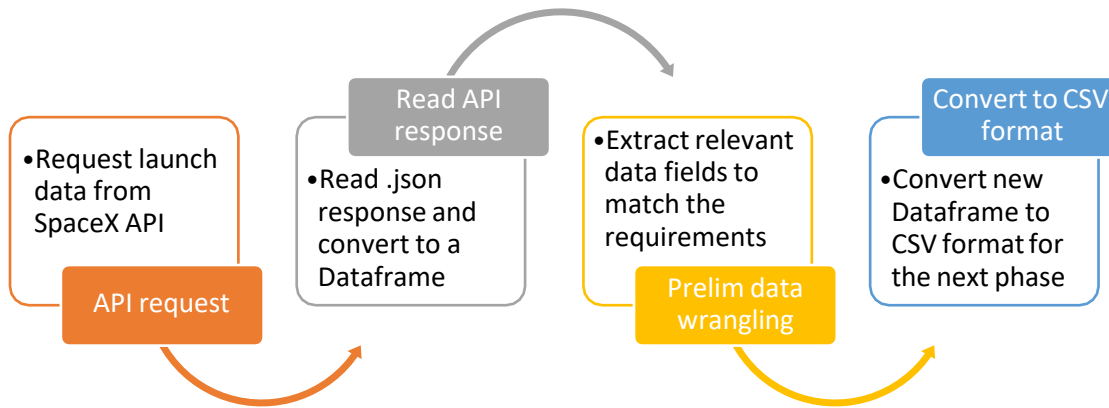 •Request launch
data from
SpaceX API
API request
Read API
response
•Read .json
response and
convert to a
Dataframe
•Extract relevant
data fields to
match the
requirements
Prelim data
wrangling
Convert to CSV
format
•Convert new
Dataframe to
CSV format for
the next phase